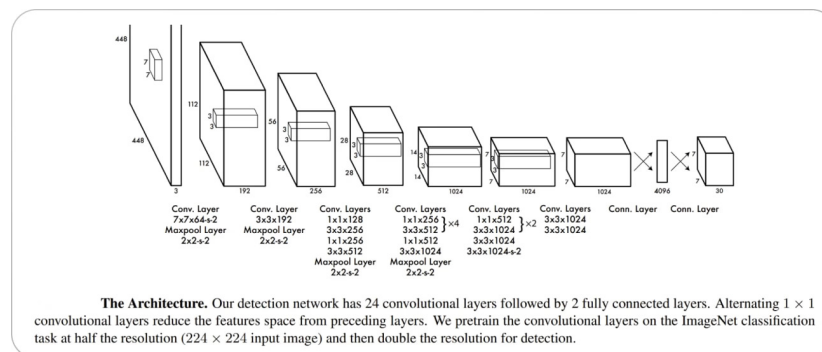 448
7
7
448
3
112
3
3
112
192
56
3
3
56
256
28
3
3
28
512
14
3
3
14
1024
7
3
3
7
1024
7
7
1024
4096
7
7
30
Conv. Layer
7x7x64-s-2
Maxpool Layer
2x2-s-2
Conv. Layer
3x3x192
Maxpool Layer
2x2-s-2
Conv. Layers
1x1x128
3x3x256
1x1x256
3x3x512
Maxpool Layer
2x2-s-2
Conv. Layers
1x1x256
3x3x512 }×4
1x1x512
3x3x1024
Maxpool Layer
2x2-s-2
Conv. Layers
1x1x512
3x3x1024 }×2
3x3x1024
3x3x1024-s-2
Conv. Layers
3x3x1024
3x3x1024
Conn. Layer
Conn. Layer
The Architecture. Our detection network has 24 convolutional layers followed by 2 fully connected layers. Alternating 1 × 1
convolutional layers reduce the features space from preceding layers. We pretrain the convolutional layers on the ImageNet classification
task at half the resolution (224 × 224 input image) and then double the resolution for detection.